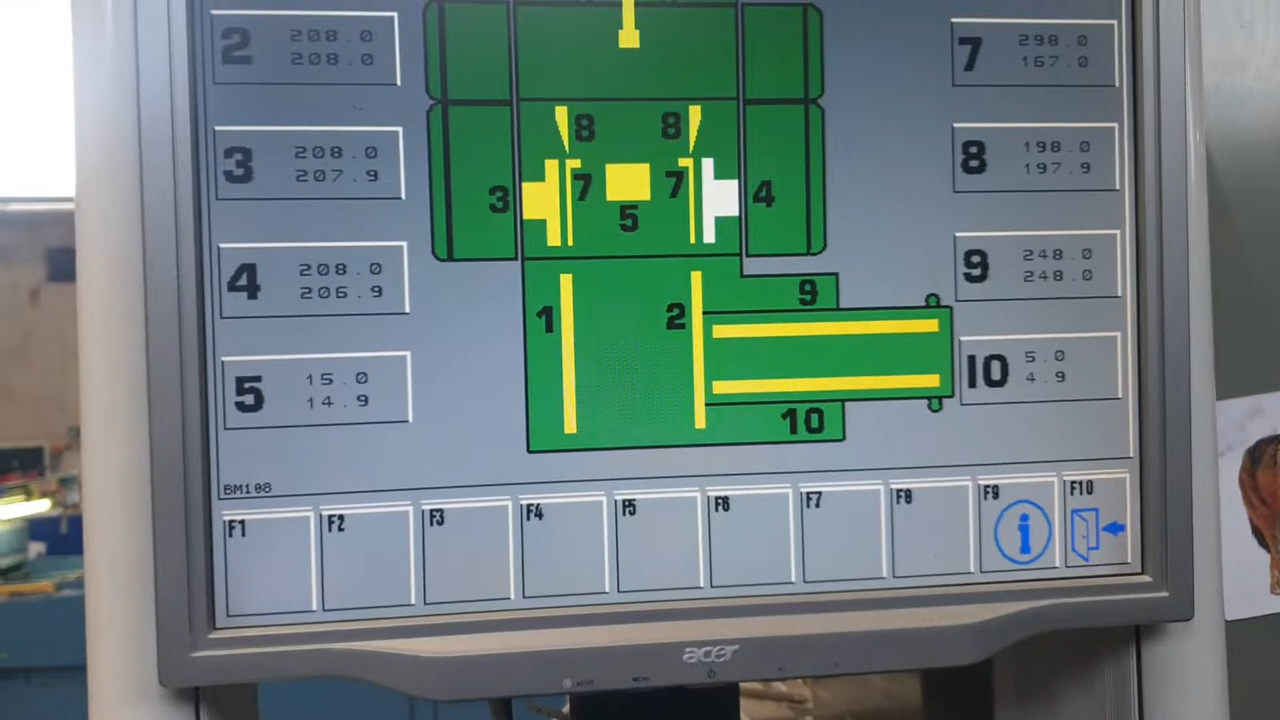 2 208.0
208.0
3 208.0
207.9
4 208.0
206.9
5 15.0
14.9
8 8
3 7 7 4
5
1 2 9
10
7 298.0
167.0
8 198.0
197.9
9 248.0
248.0
10 5.0
4.9
BM108
F1 F2 F3 F4 F5 F6 F7 F8 F9 F10
i
acer
MENU